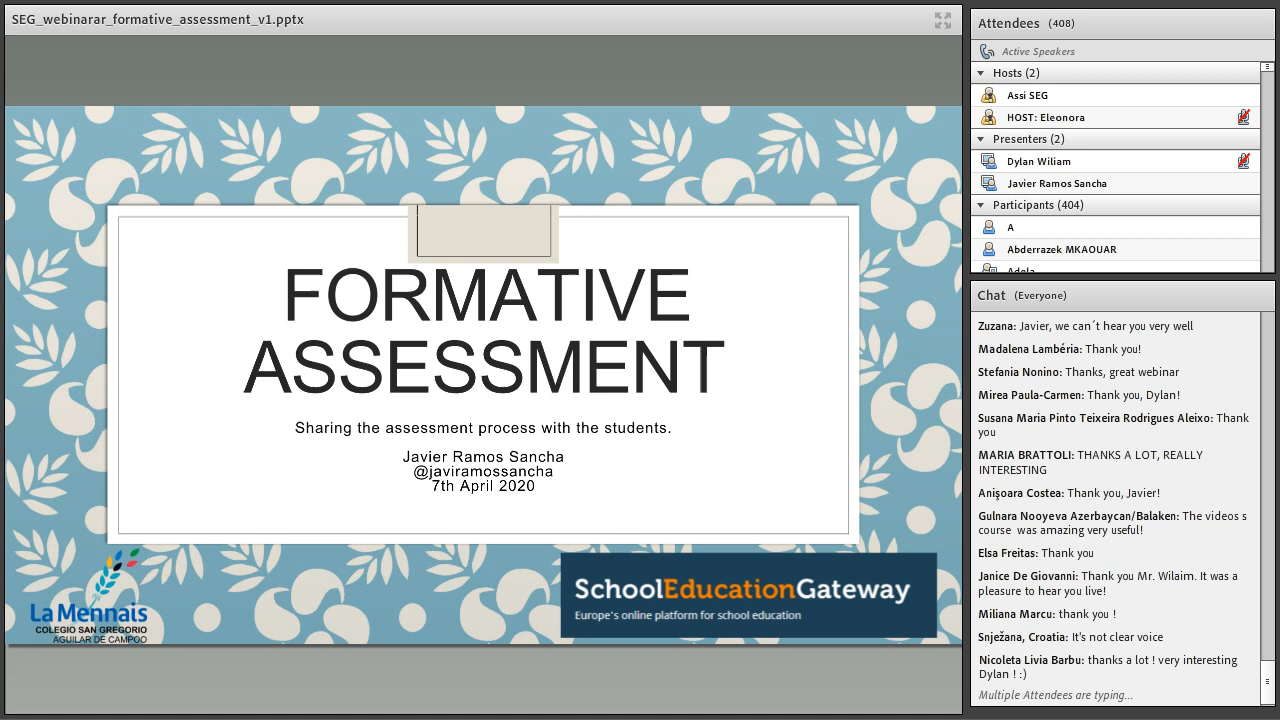 SEG_webinarar_formative_assessment_v1.pptx
FORMATIVE
ASSESSMENT
Sharing the assessment process with the students.
Javier Ramos Sancha
@javiramossancha
7th April 2020
La Mennais
COLEGIO SAN GREGORIO
AGUILAR DE CAMPOO
SchoolEducationGateway
Europe's online platform for school education
Attendees (408)
Active Speakers
Hosts (2)
Assi SEG
HOST: Eleonora
Presenters (2)
Dylan Wiliam
Javier Ramos Sancha
Participants (404)
A
Abderrazek MKAOUAR
Adela
Chat (Everyone)
Zuzana: Javier, we can´t hear you very well
Madalena Lambéria: Thank you!
Stefania Nonino: Thanks, great webinar
Mirea Paula-Carmen: Thank you, Dylan!
Susana Maria Pinto Teixeira Rodrigues Aleixo: Thank
you
MARIA BRATTOLI: THANKS A LOT, REALLY
INTERESTING
Anişoara Costea: Thank you, Javier!
Gulnara Nooyeva Azerbaycan/Balaken: The videos s
course was amazing very useful!
Elsa Freitas: Thank you
Janice De Giovanni: Thank you Mr. Wilaim. It was a
pleasure to hear you live!
Miliana Marcu: thank you !
Snježana, Croatia: It's not clear voice
Nicoleta Livia Barbu: thanks a lot ! very interesting
Dylan ! :)
Multiple Attendees are typing...